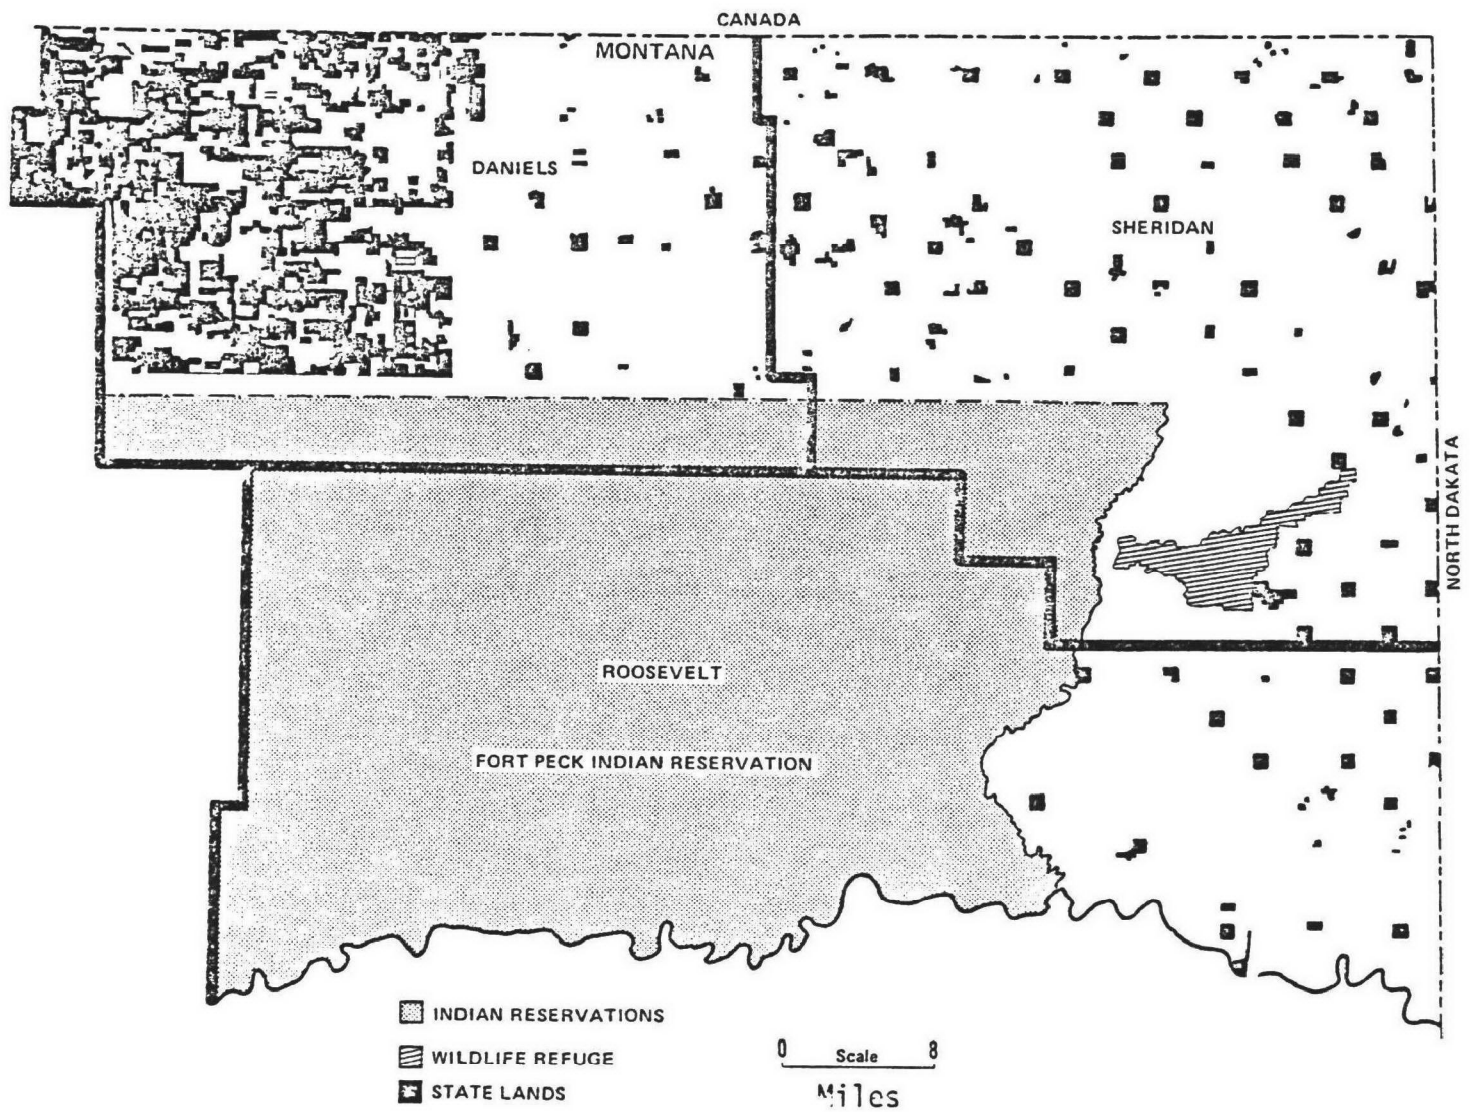 CANADA
MONTANA
DANIELS
SHERIDAN
NORTH DAKATA
ROOSEVELT
FORT PECK INDIAN RESERVATION
INDIAN RESERVATIONS
WILDLIFE REFUGE
STATE LANDS
0 Scale 8
Miles